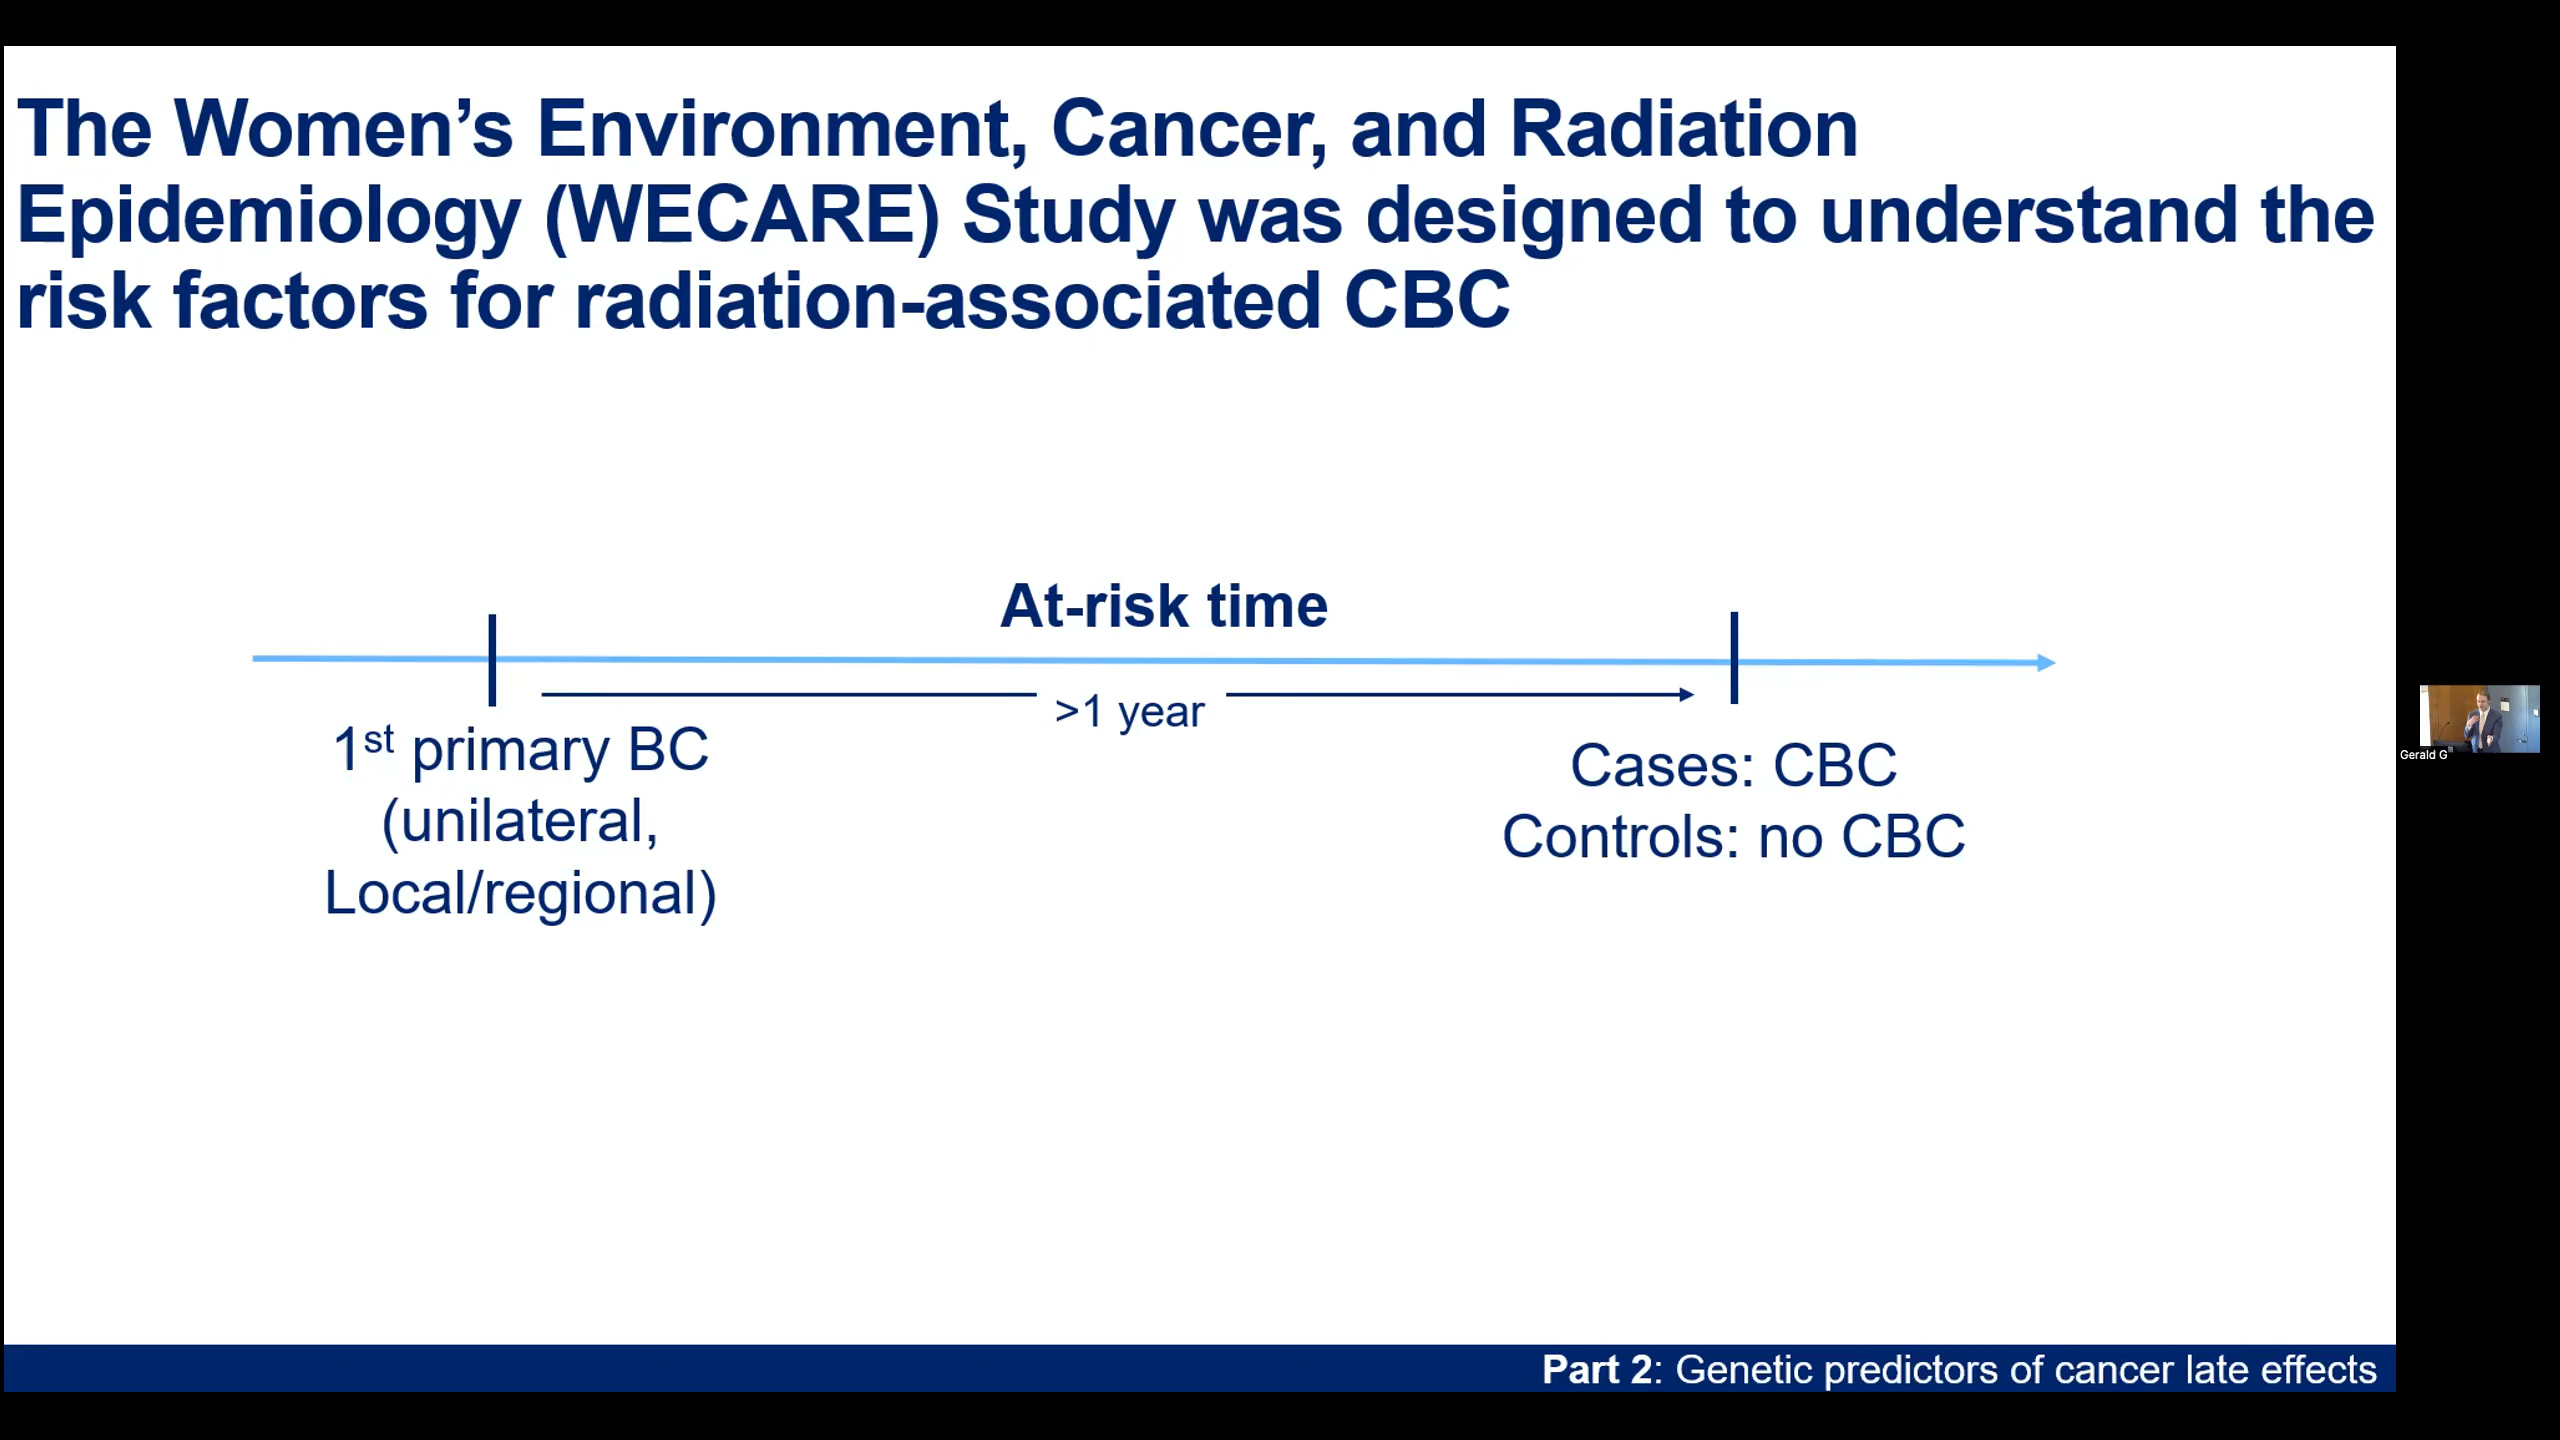 The Women’s Environment, Cancer, and Radiation
Epidemiology (WECARE) Study was designed to understand the
risk factors for radiation-associated CBC
At-risk time
>1 year
1st primary BC
(unilateral,
Local/regional)
Cases: CBC
Controls: no CBC
Gerald G
Part 2: Genetic predictors of cancer late effects